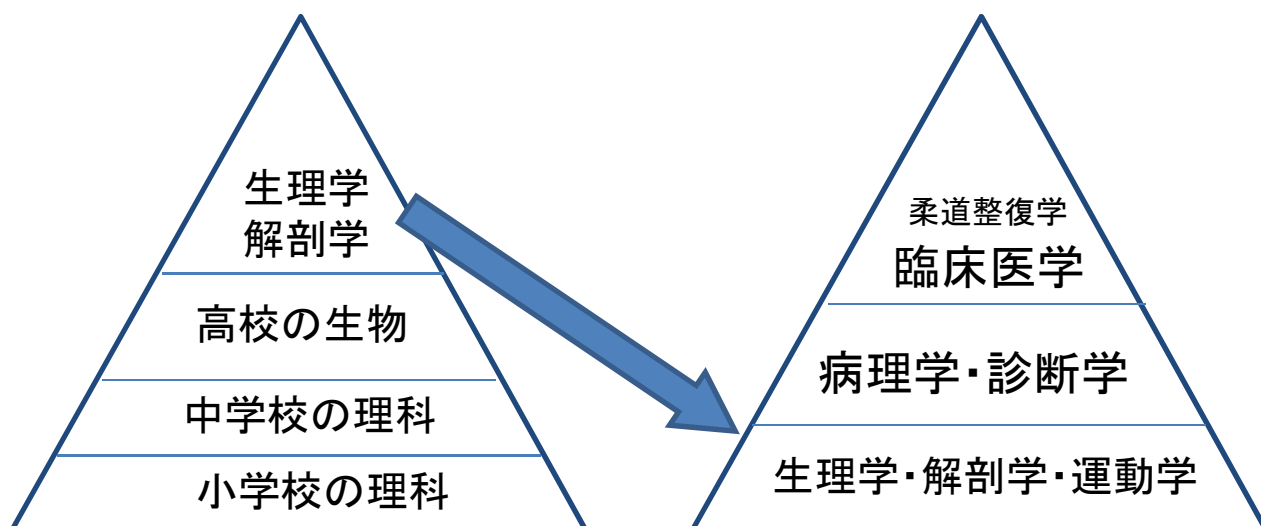 生理学
解剖学
高校の生物
中学校の理科
小学校の理科
柔道整復学
臨床医学
病理学・診断学
生理学・解剖学・運動学